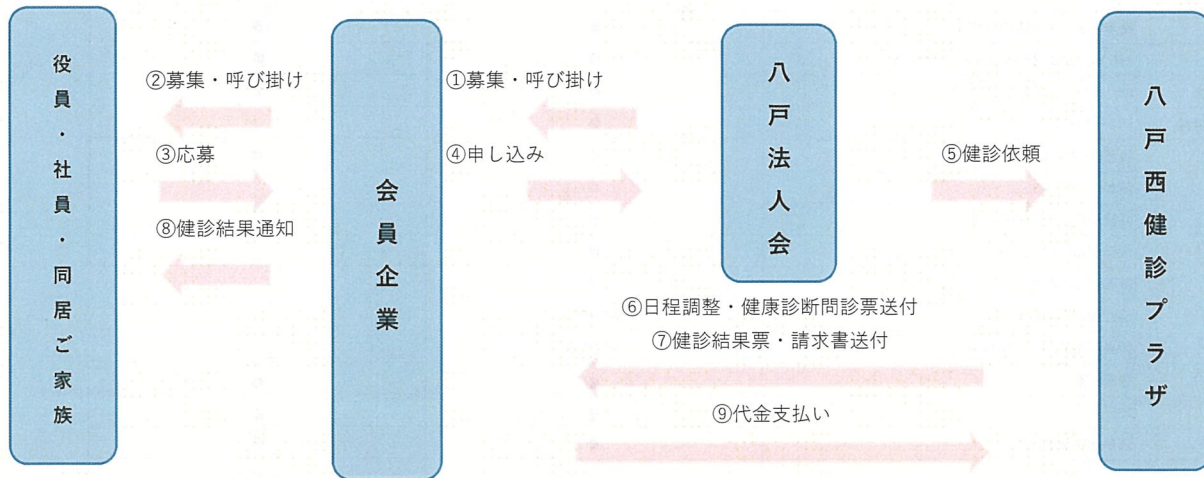 役員・社員・同居ご家族
②募集・呼び掛け
③応募
⑧健診結果通知
会員企業
①募集・呼び掛け
④申し込み
八戸法人会
⑤健診依頼
⑥日程調整・健康診断問診票送付
⑦健診結果票・請求書送付
⑨代金支払い
八戸西健診プラザ